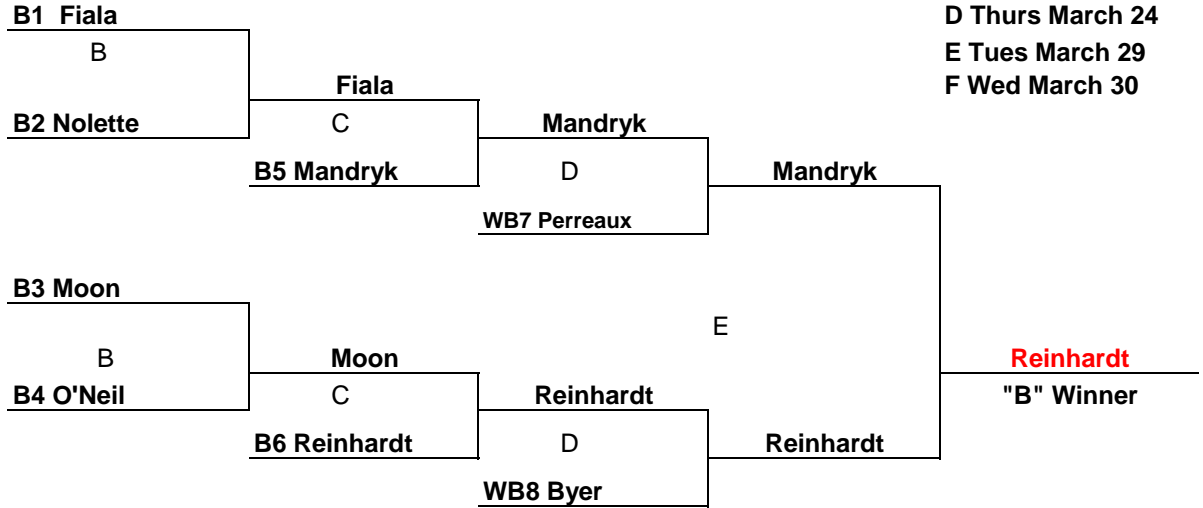 B1 Fiala
D Thurs March 24
B
E Tues March 29
Fiala
F Wed March 30
B2 Nolette
C
Mandryk
B5 Mandryk
D
Mandryk
WB7 Perreaux
B3 Moon
E
B
Moon
Reinhardt
B4 O'Neil
C
Reinhardt
"B" Winner
B6 Reinhardt
D
Reinhardt
WB8 Byer